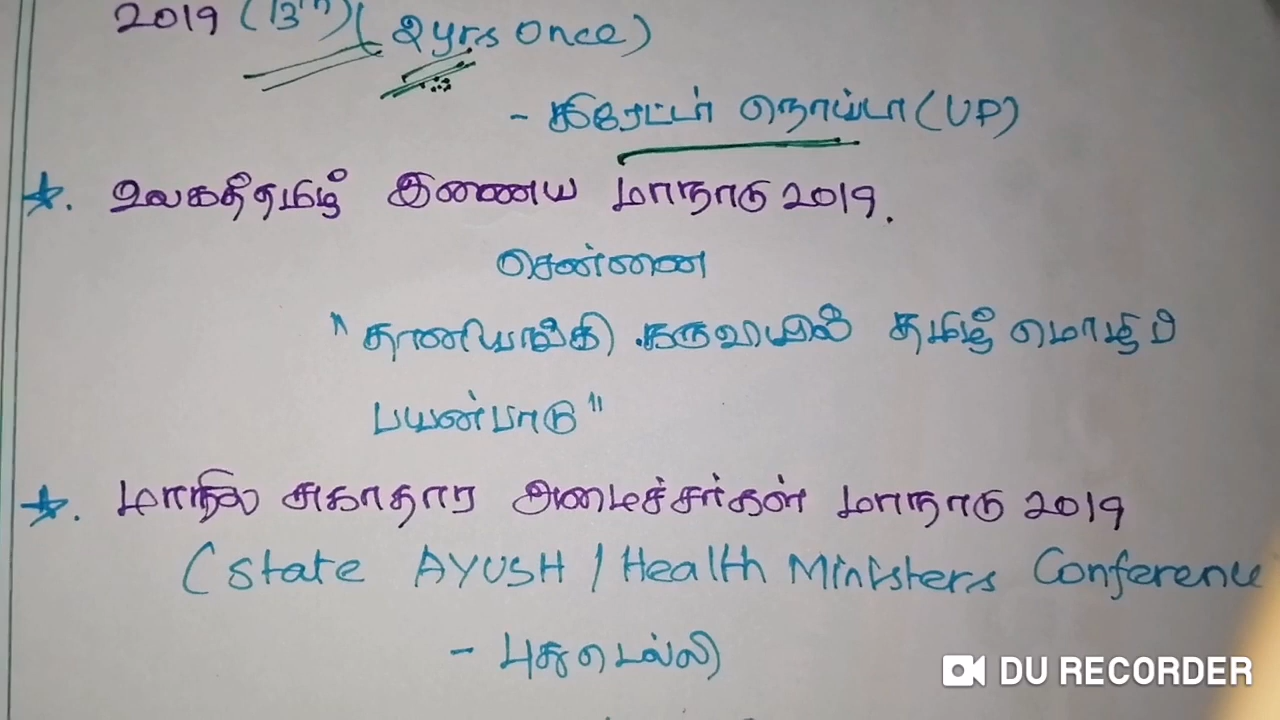 2019 (13th) (2yrs once)
- கிரேட்டர் நொய்டா (UP)
★. உலகத்தமிழ் இணைய மாநாடு 2019.
சென்னை
"தானியங்கி கருவியில் தமிழ் மொழிப்
பயன்பாடு"
★. மாநில சுகாதார அமைச்சர்கள் மாநாடு 2019
(State AYUSH / Health Ministers Conference
- புதுடெல்லி
DU RECORDER